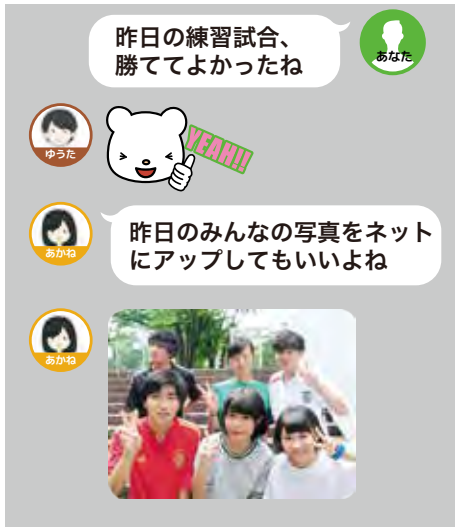 昨日の練習試合、
勝ててよかったね
あなた
ゆうた
YEAH!!
昨日のみんなの写真をネット
にアップしてもいいよね
あかね
あかね